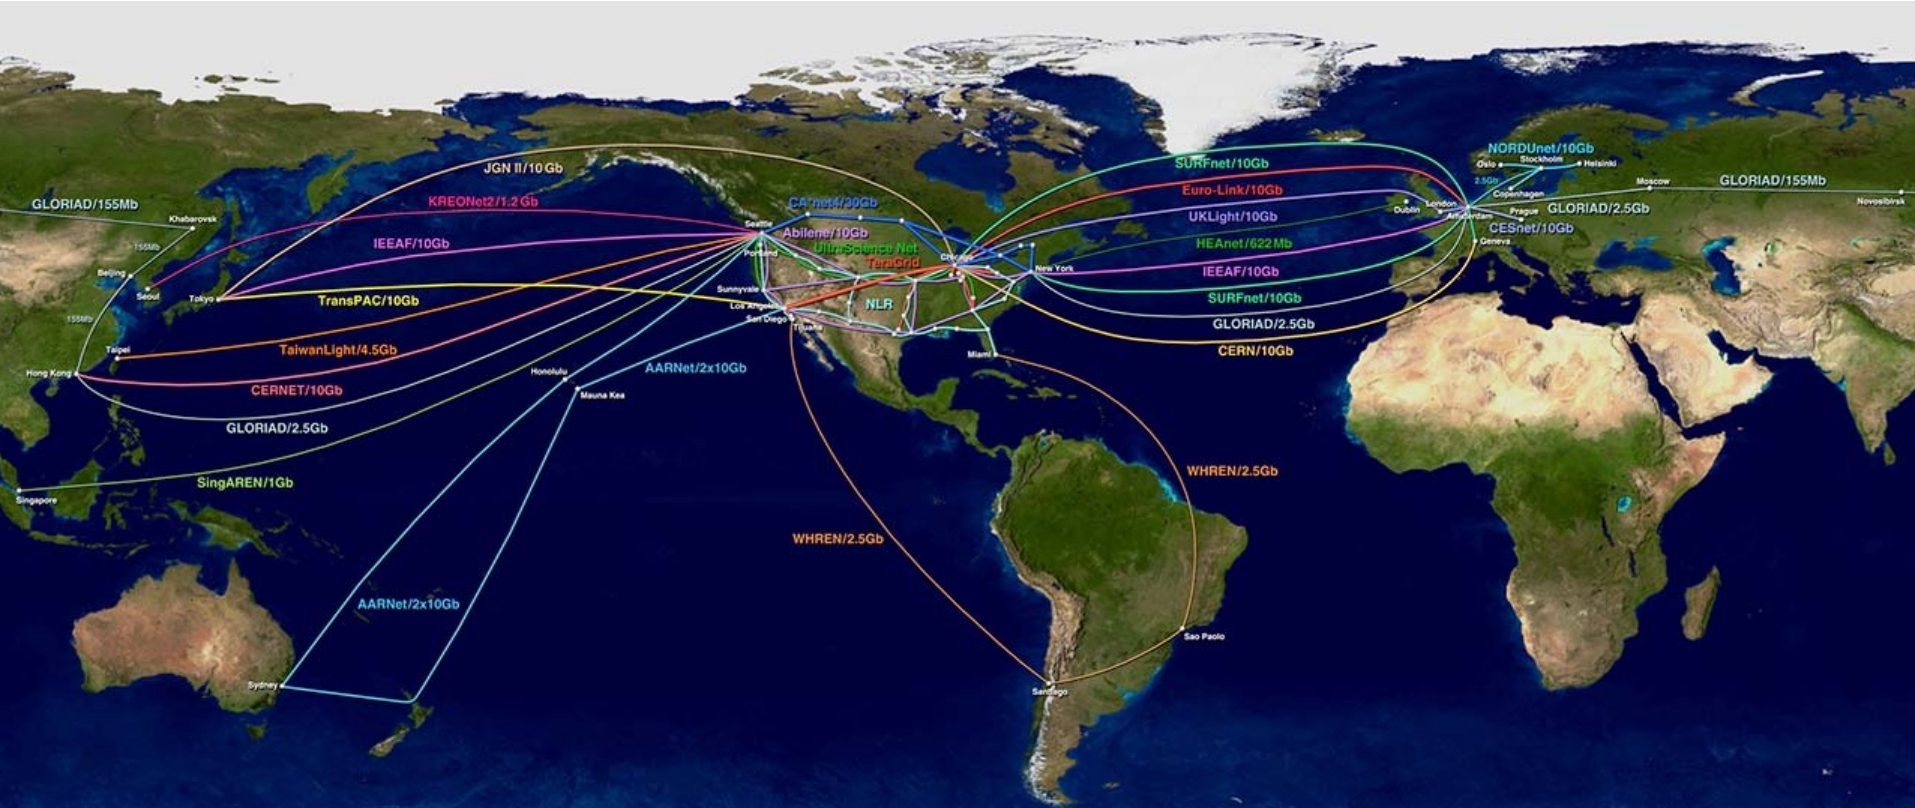 JGN II/10Gb
SURFnet/10Gb
NORDUnet/10Gb
Oslo
Stockholm
Helsinki
Euro-Link/10Gb
2.5Gb
Copenhagen
Moscow
GLORIAD/155Mb
Novosibirsk
GLORIAD/155Mb
KREONet2/1.2Gb
CA*net4/30Gb
UKLight/10Gb
Dublin
London
Amsterdam
Prague
GLORIAD/2.5Gb
CESnet/10Gb
Geneva
Khabarovsk
Seattle
Abilene/10Gb
IEEAF/10Gb
155Mb
Portland
UltraScience Net
TeraGrid
Chicago
HEAnet/622Mb
New York
IEEAF/10Gb
Beijing
Seoul
Tokyo
TransPAC/10Gb
Sunnyvale
Los Angeles
San Diego
Tijuana
NLR
SURFnet/10Gb
155Mb
GLORIAD/2.5Gb
Taipei
TaiwanLight/4.5Gb
Miami
CERN/10Gb
Hong Kong
CERNET/10Gb
Honolulu
AARNet/2x10Gb
Mauna Kea
GLORIAD/2.5Gb
SingAREN/1Gb
Singapore
WHREN/2.5Gb
WHREN/2.5Gb
AARNet/2x10Gb
Sao Paolo
Sydney
Santiago